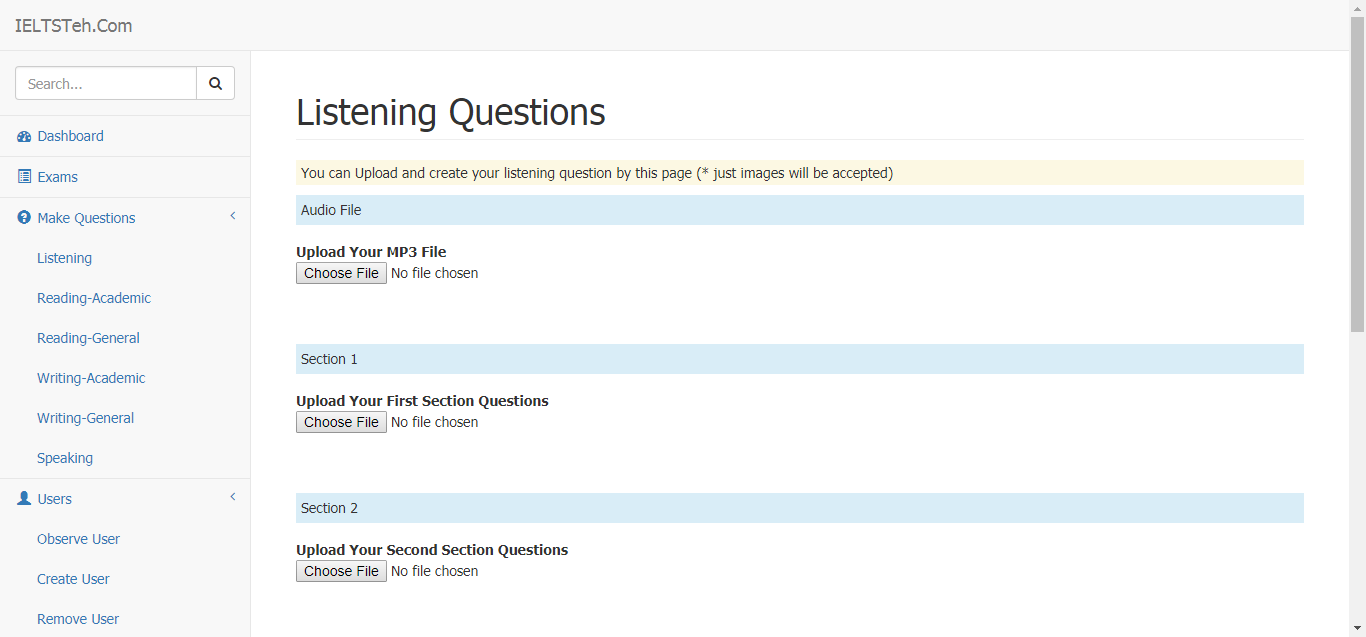 IELTSTeh.Com
Search...
Dashboard
Exams
Make Questions
Listening
Reading-Academic
Reading-General
Writing-Academic
Writing-General
Speaking
Users
Observe User
Create User
Remove User
Listening Questions
You can Upload and create your listening question by this page (* just images will be accepted)
Audio File
Upload Your MP3 File
Choose File No file chosen
Section 1
Upload Your First Section Questions
Choose File No file chosen
Section 2
Upload Your Second Section Questions
Choose File No file chosen